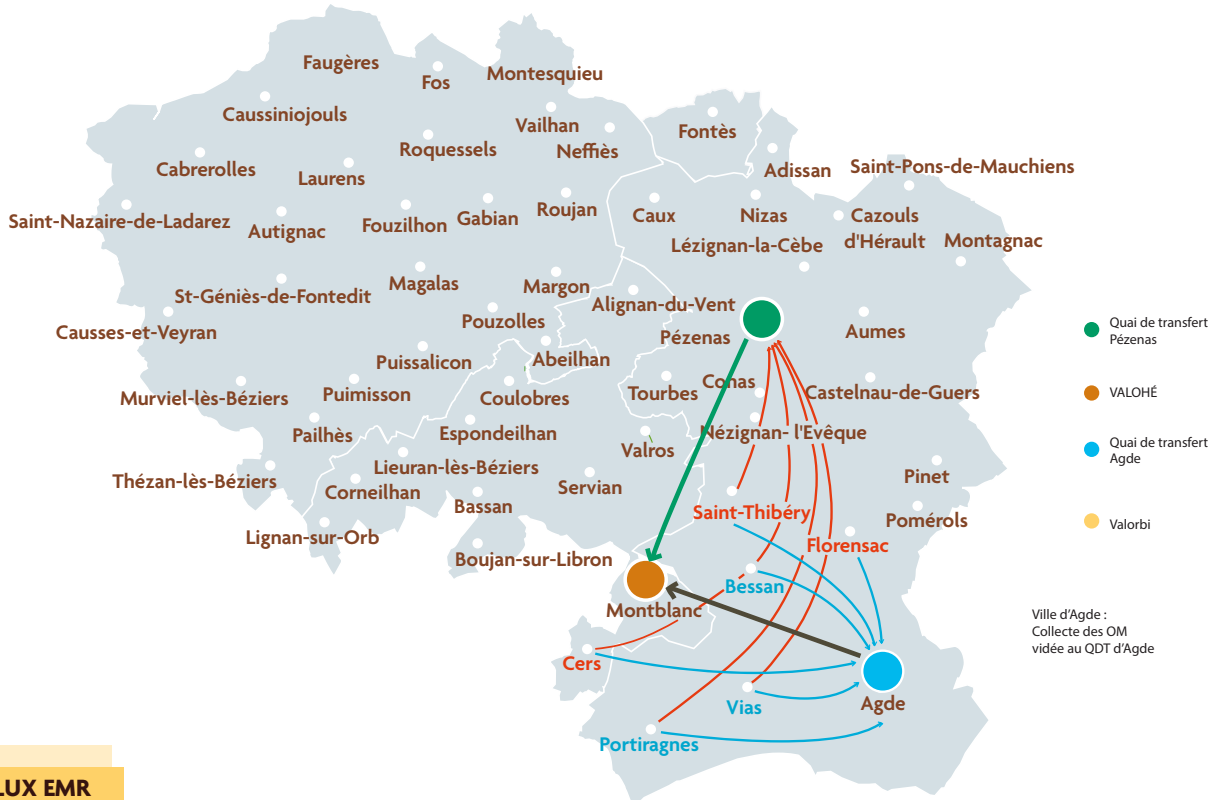 Faugères
Fos
Montesquieu
Caussiniojouls
Vailhan
Fontès
Roquessels
Neffiès
Cabrerolles
Laurens
Adissan
Saint-Pons-de-Mauchiens
Saint-Nazaire-de-Ladarez
Autignac
Fouzilhon
Gabian
Roujan
Caux
Nizas
Cazouls
d'Hérault
Lézignan-la-Cèbe
Montagnac
St-Géniès-de-Fontedit
Magalas
Margon
Alignan-du-Vent
Causses-et-Veyran
Pouzolles
Pézenas
Aumes
Puissalicon
Abeilhan
Murviel-lès-Béziers
Puimisson
Coulobres
Tourbes
Conas
Castelnau-de-Guers
Pailhès
Espondeilhan
Valros
Nézignan- l'Evêque
Thézan-lès-Béziers
Lieuran-lès-Béziers
Corneilhan
Servian
Pinet
Bassan
Saint-Thibéry
Pomérols
Lignan-sur-Orb
Florensac
Boujan-sur-Libron
Bessan
Montblanc
Cers
Vias
Agde
Portiragnes
Quai de transfert
Pézenas
VALOHÉ
Quai de transfert
Agde
Valorbi
Ville d'Agde :
Collecte des OM
vidée au QDT d'Agde
LUX EMR